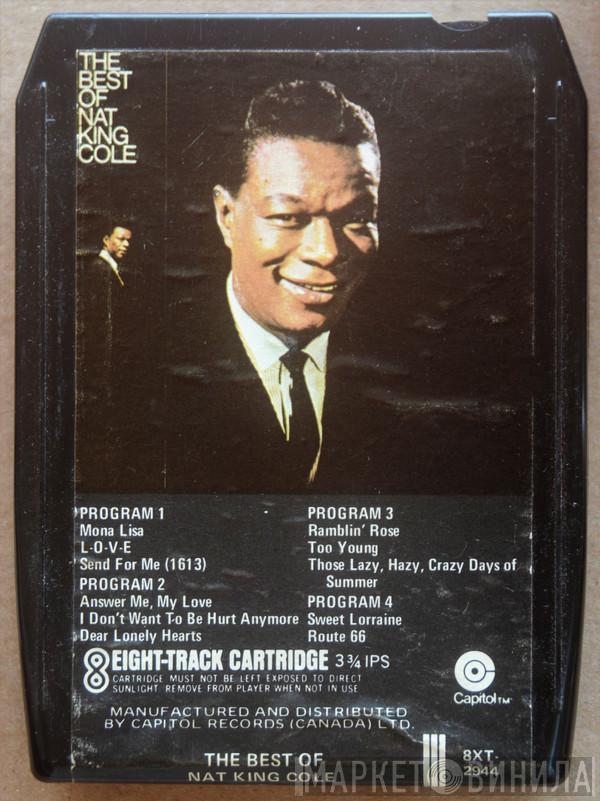 THE
BEST
OF
NAT
KING
COLE
PROGRAM 1
Mona Lisa
L-O-V-E
Send For Me (1613)
PROGRAM 2
Answer Me, My Love
I Don't Want To Be Hurt Anymore
Dear Lonely Hearts
PROGRAM 3
Ramblin' Rose
Too Young
Those Lazy, Hazy, Crazy Days of
Summer
PROGRAM 4
Sweet Lorraine
Route 66
8 EIGHT-TRACK CARTRIDGE 3 ¾ IPS
CARTRIDGE MUST NOT BE LEFT EXPOSED TO DIRECT
SUNLIGHT. REMOVE FROM PLAYER WHEN NOT IN USE
Capitol™
MANUFACTURED AND DISTRIBUTED
BY CAPITOL RECORDS (CANADA) LTD.
THE BEST OF
NAT KING COLE
8XT-
2944
МАРКЕТ ВИНИЛА